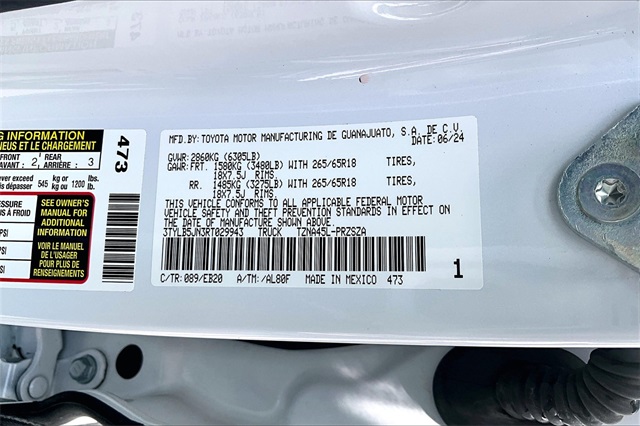 G INFORMATION
NEUS ET LE CHARGEMENT
FRONT
AVANT : 2, REAR
ARRIÈRE : 3
ever exceed
is dépasser 545 kg or
kg ou 1200 lbs.
lb.
SEE OWNER'S
MANUAL FOR
ADDITIONAL
INFORMATION
VOIR LE MANUEL
DE L'USAGER
POUR PLUS DE
RENSEIGNEMENTS
473
MFD.BY: TOYOTA MOTOR MANUFACTURING DE GUANAJUATO, S.A. DE C.V.
06/24
GVWR: 2860KG (6305LB)
GAWR: FRT. 1580KG (3480LB) WITH 265/65R18 TIRES,
18X7.5J RIMS
RR. 1485KG (3275LB) WITH 265/65R18 TIRES,
18X7.5J RIMS
THIS VEHICLE CONFORMS TO ALL APPLICABLE FEDERAL MOTOR
VEHICLE SAFETY AND THEFT PREVENTION STANDARDS IN EFFECT ON
THE DATE OF MANUFACTURE SHOWN ABOVE.
3TYLB5JN3RT029943 TRUCK TZNA45L-PRZSZA
C/TR: 089/EB20 A/TM: /AL80F MADE IN MEXICO 473
1